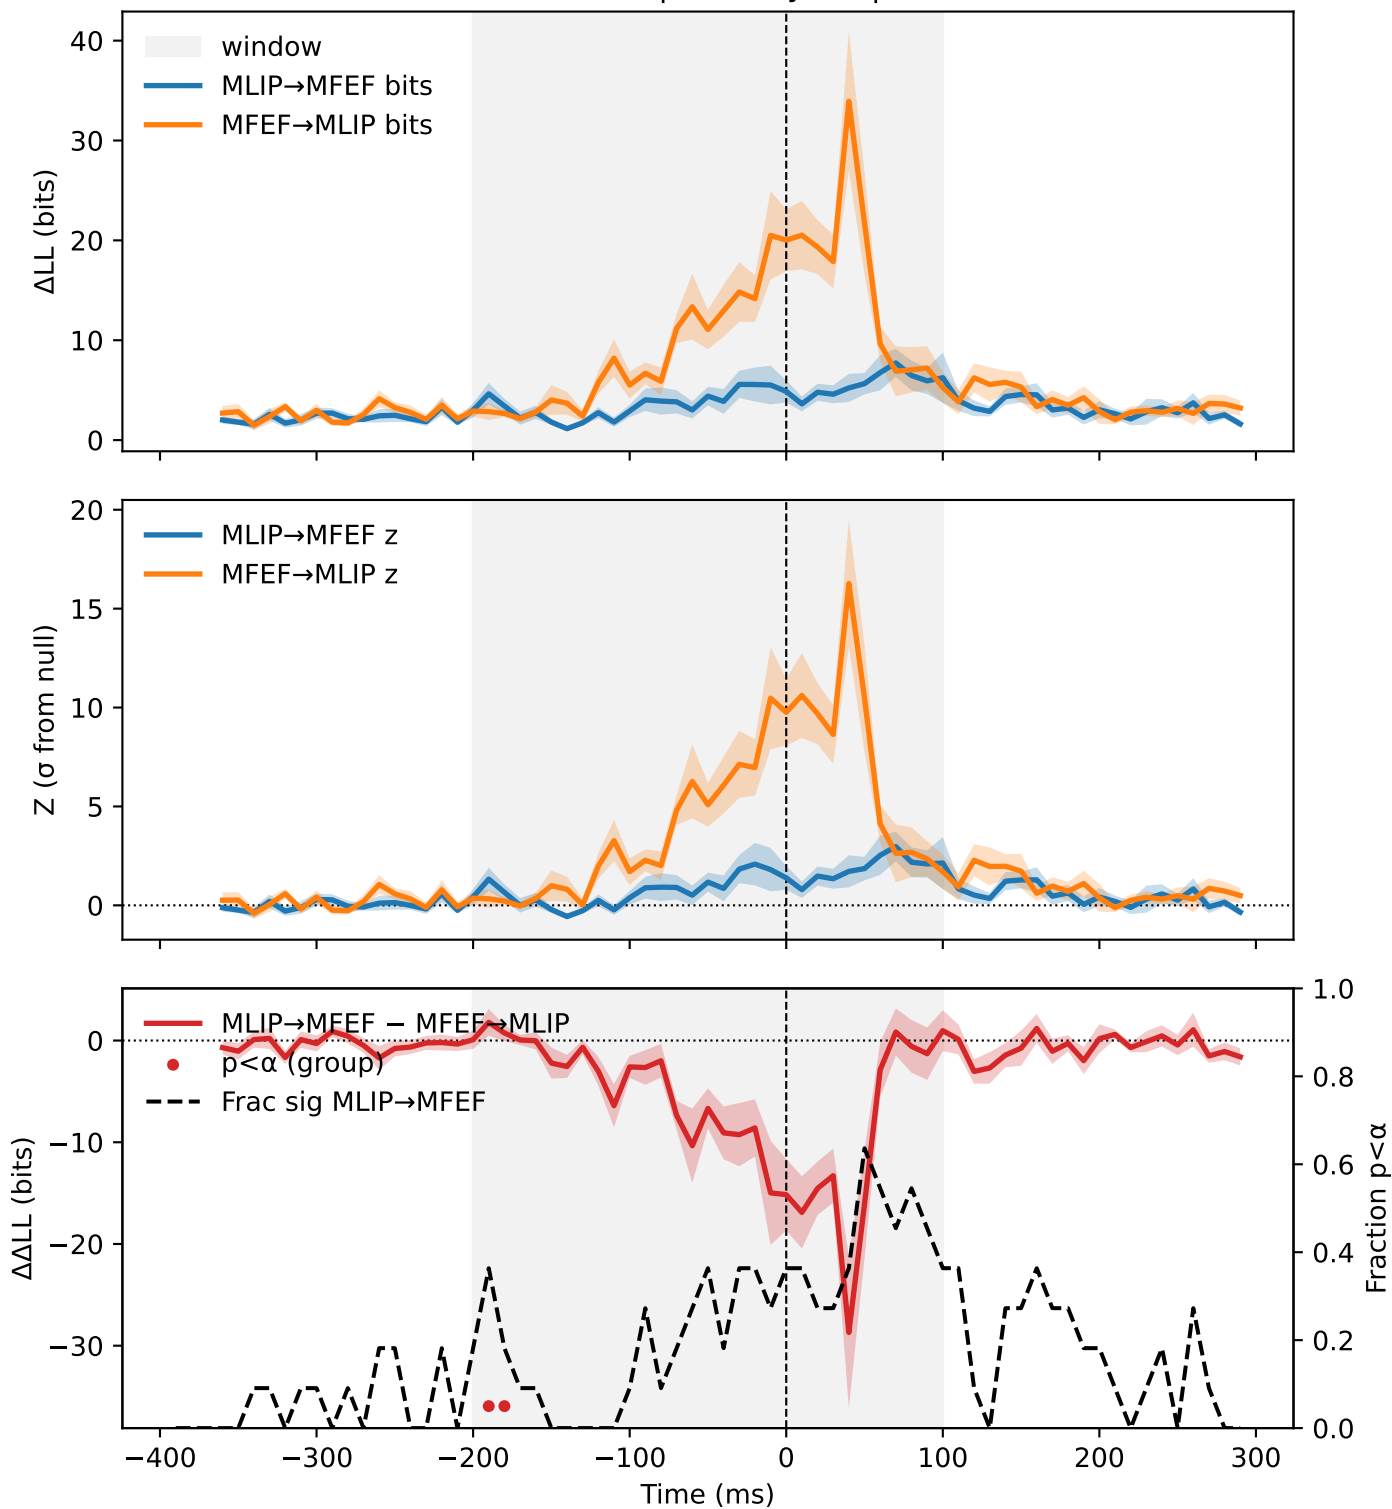 40
30
20
10
0
ΔLL (bits)
window
MLIP→MFEF bits
MFEF→MLIP bits
20
15
10
5
0
Z (σ from null)
MLIP→MFEF z
MFEF→MLIP z
0
−10
−20
−30
ΔΔLL (bits)
MLIP→MFEF − MFEF→MLIP
p<α (group)
Frac sig MLIP→MFEF
1.0
0.8
0.6
0.4
0.2
0.0
Fraction p<α
−400 −300 −200 −100 0 100 200 300
Time (ms)